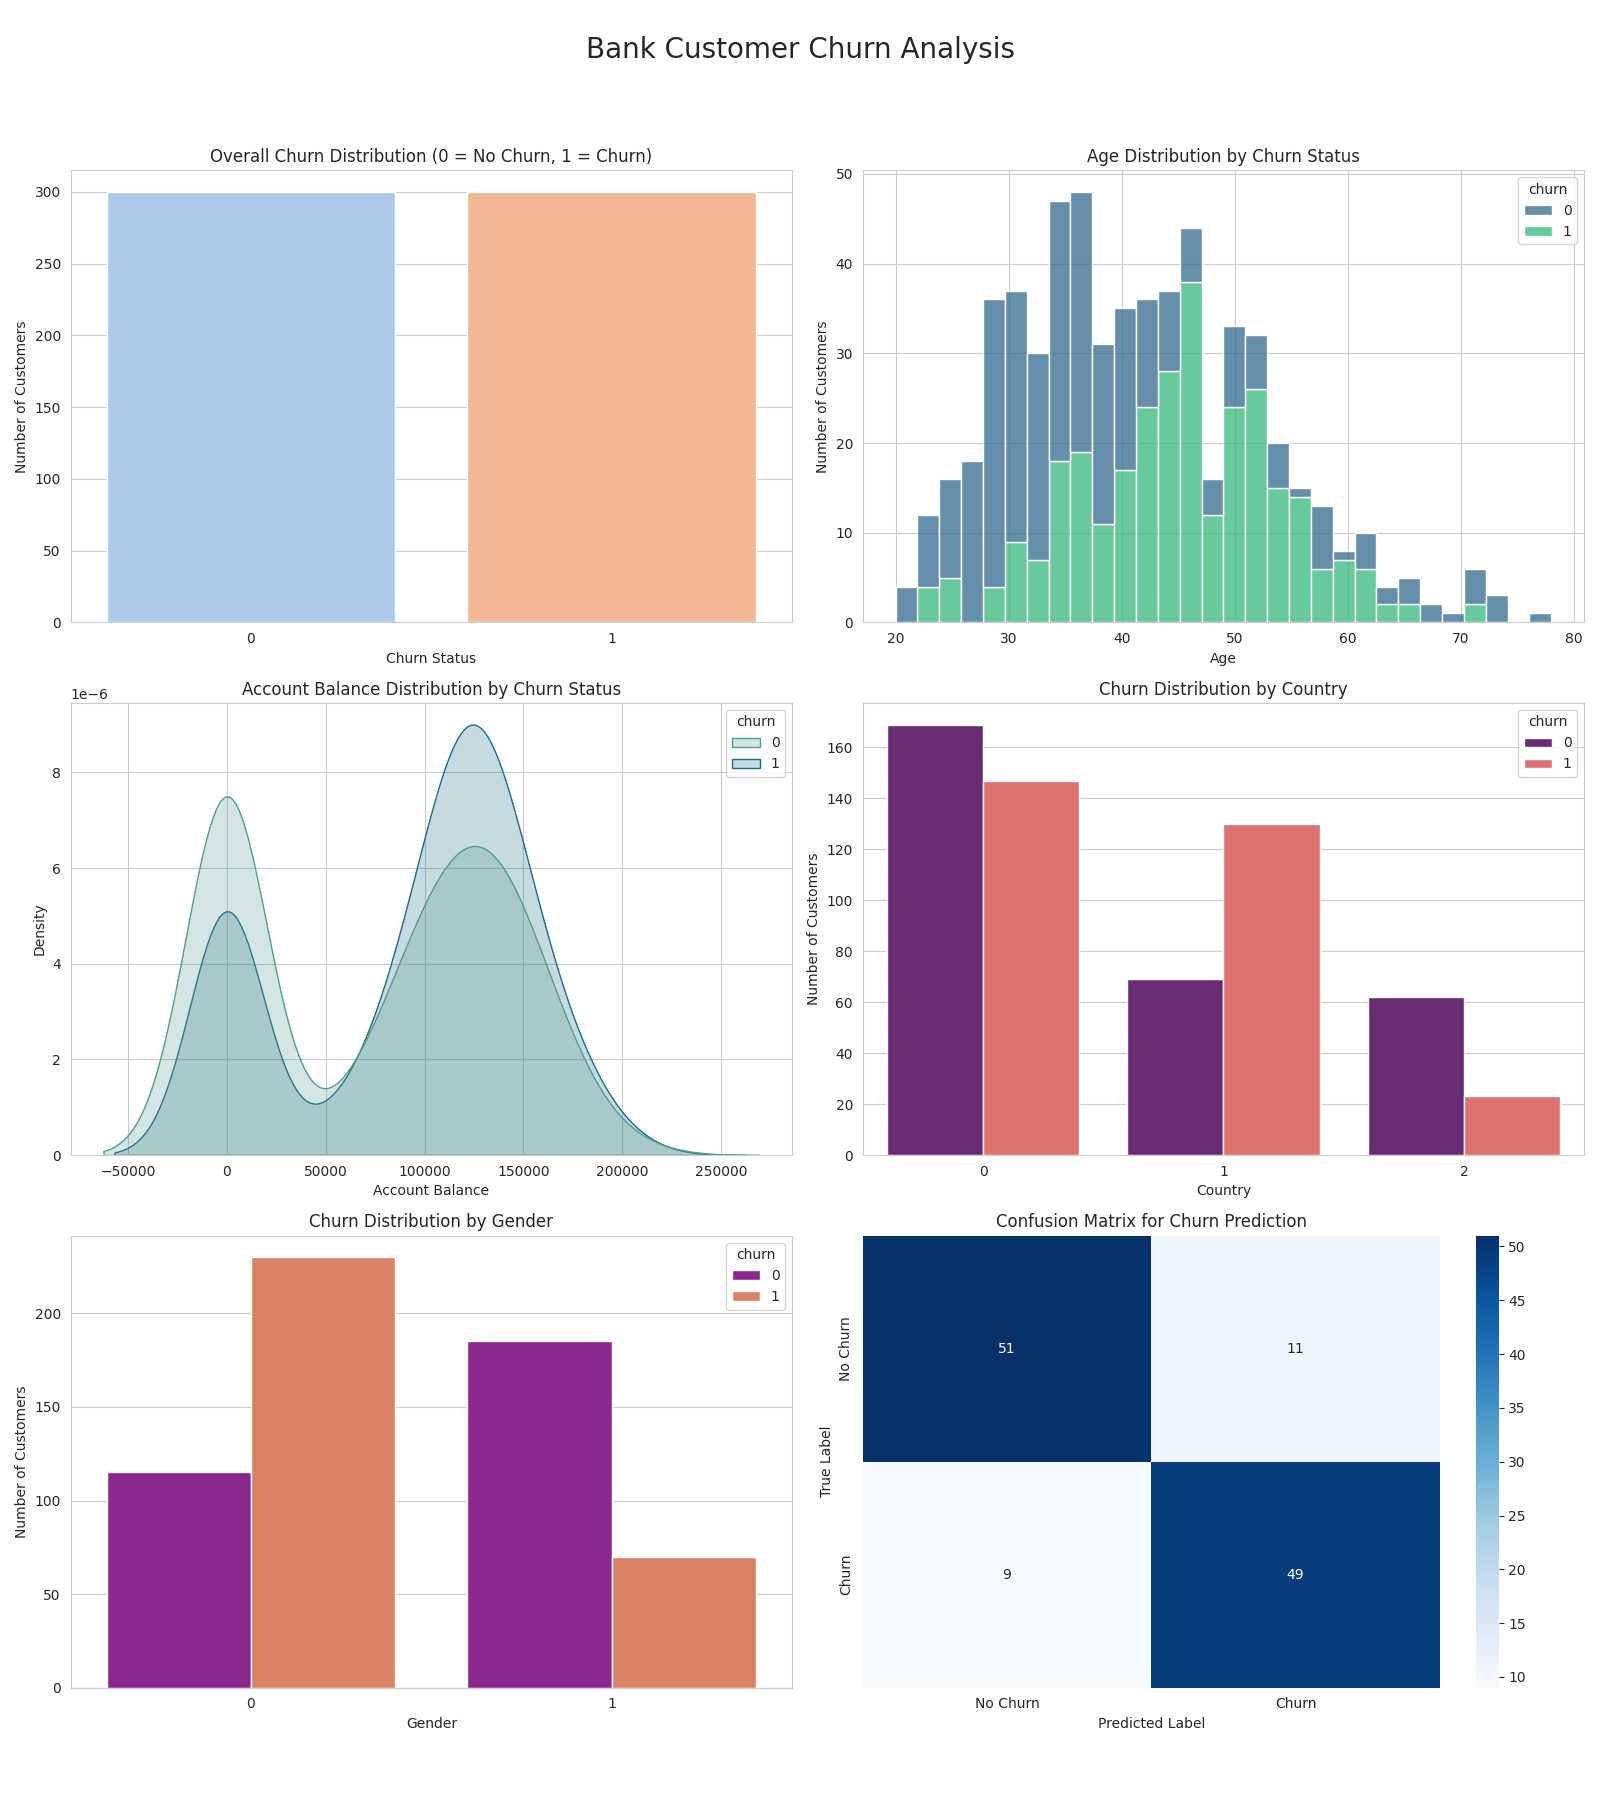 Bank Customer Churn Analysis
Overall Churn Distribution (0 = No Churn, 1 = Churn)
Number of Customers
300
250
200
150
100
50
0
0 1
Churn Status
Age Distribution by Churn Status
Number of Customers
50
40
30
20
10
0
20 30 40 50 60 70 80
Age
churn
0
1
Account Balance Distribution by Churn Status
1e−6
Density
8
6
4
2
0
−50000 0 50000 100000 150000 200000 250000
Account Balance
churn
0
1
Churn Distribution by Country
Number of Customers
160
140
120
100
80
60
40
20
0
0 1 2
Country
churn
0
1
Churn Distribution by Gender
Number of Customers
200
150
100
50
0
0 1
Gender
churn
0
1
Confusion Matrix for Churn Prediction
True Label
No Churn
Churn
51 11
9 49
No Churn Churn
Predicted Label
50
45
40
35
30
25
20
15
10